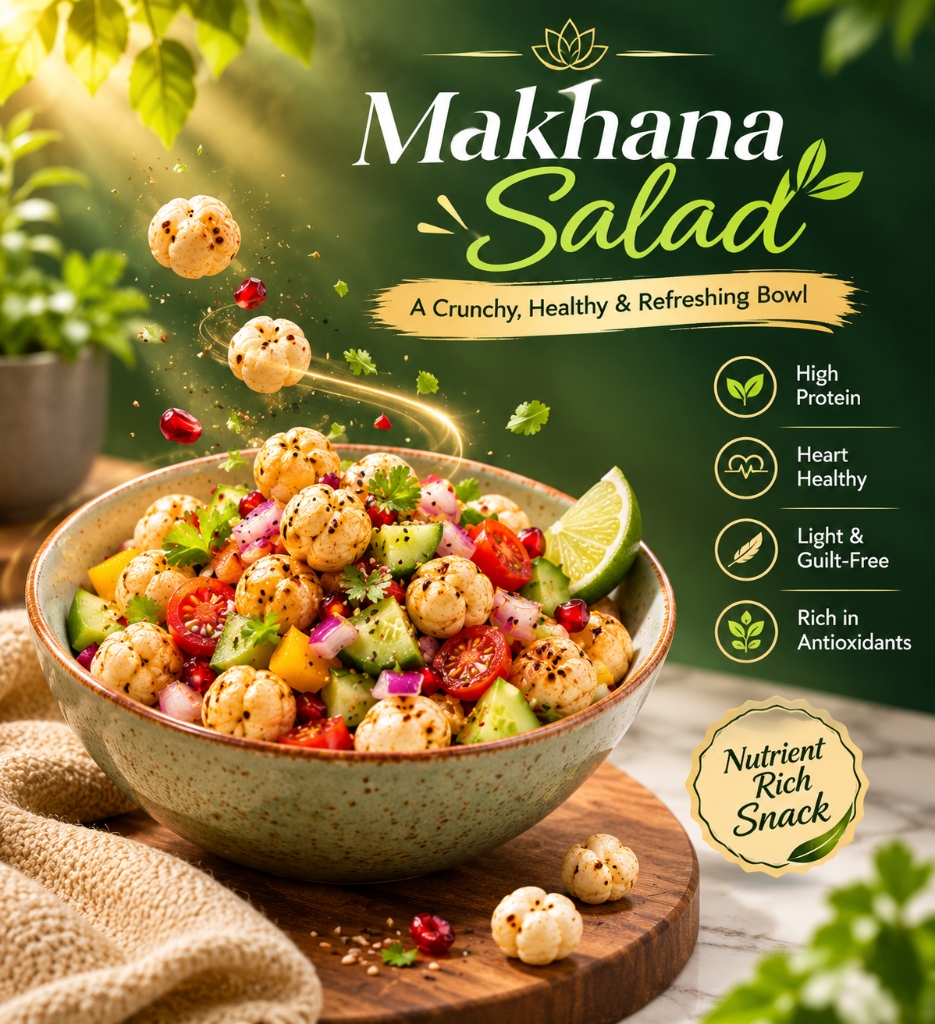 Makhana
Salad
A Crunchy, Healthy & Refreshing Bowl
High
Protein
Heart
Healthy
Light &
Guilt-Free
Rich in
Antioxidants
Nutrient
Rich
Snack